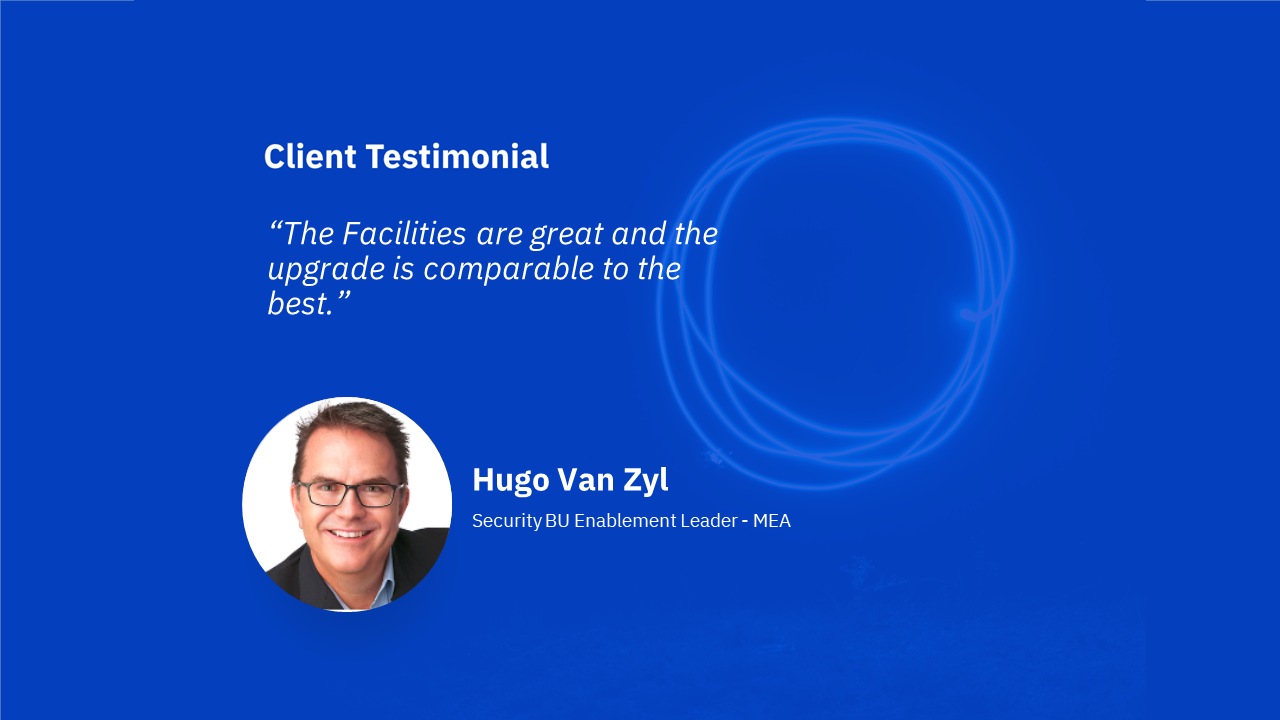 Client Testimonial
“The Facilities are great and the
upgrade is comparable to the
best.”
Hugo Van Zyl
Security BU Enablement Leader - MEA